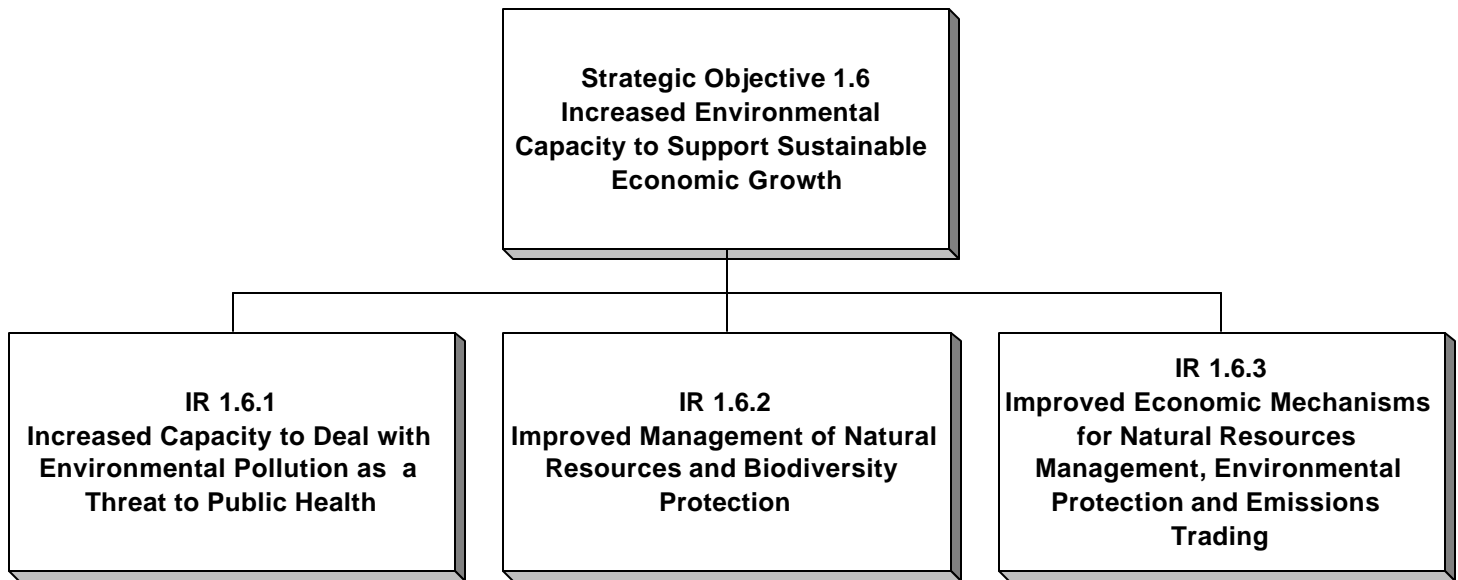 Strategic Objective 1.6
Increased Environmental
Capacity to Support Sustainable
Economic Growth
IR 1.6.1
Increased Capacity to Deal with
Environmental Pollution as a
Threat to Public Health
IR 1.6.2
Improved Management of Natural
Resources and Biodiversity
Protection
IR 1.6.3
Improved Economic Mechanisms
for Natural Resources
Management, Environmental
Protection and Emissions
Trading